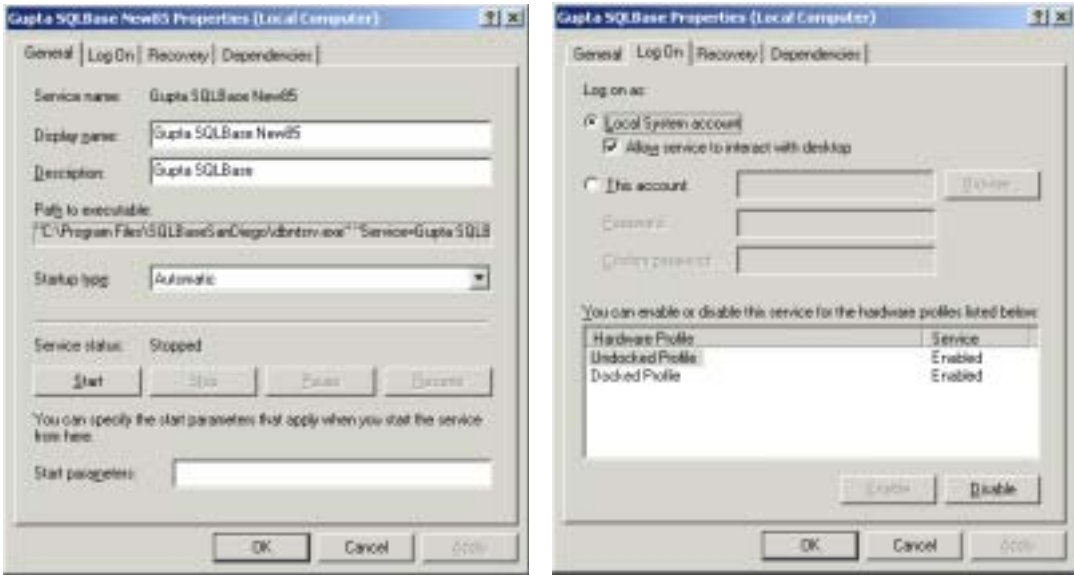 Gupta SQLBase New85 Properties (Local Computer)
General Log On Recovery Dependencies
Service name: Gupta SQLBase New85
Display name: Gupta SQLBase New85
Description: Gupta SQLBase
Path to executable:
"C:\Program Files\SQLBaseSanDiego\dbntsrv.exe" "Service=Gupta SQLB
Startup type: Automatic
Service status: Stopped
Start Stop Pause Resume
You can specify the start parameters that apply when you start the service
from here.
Start parameters:
OK Cancel Apply
Gupta SQLBase Properties (Local Computer)
General Log On Recovery Dependencies
Log on as:
Local System account
Allow service to interact with desktop
This account: Browse...
Password:
Confirm password:
You can enable or disable this service for the hardware profiles listed below:
Hardware Profile Service
Undocked Profile Enabled
Docked Profile Enabled
Enable Disable
OK Cancel Apply